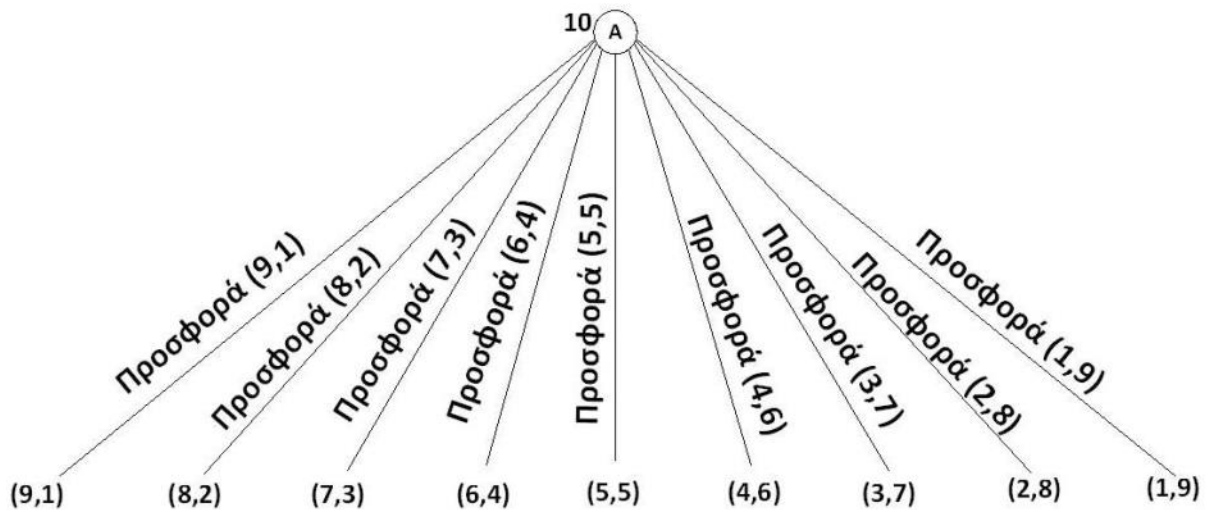 10
A
Προσφορά (9,1)
Προσφορά (8,2)
Προσφορά (7,3)
Προσφορά (6,4)
Προσφορά (5,5)
Προσφορά (4,6)
Προσφορά (3,7)
Προσφορά (2,8)
Προσφορά (1,9)
(9,1)
(8,2)
(7,3)
(6,4)
(5,5)
(4,6)
(3,7)
(2,8)
(1,9)